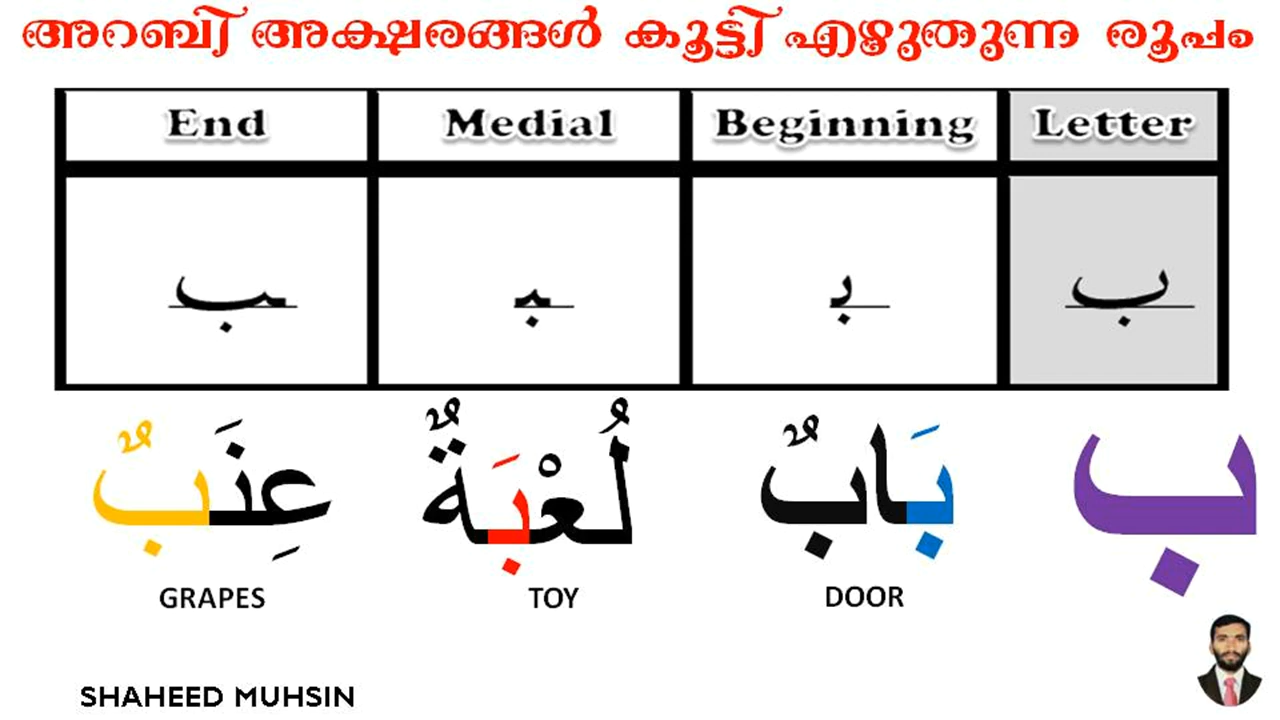 അറബി അക്ഷരങ്ങൾ കൂട്ടി എഴുതുന്ന രൂപം
End Medial Beginning Letter
ـب ـبـ بـ ب
عِنَبٌ لُعْبَةٌ بَابٌ ب
GRAPES TOY DOOR
SHAHEED MUHSIN